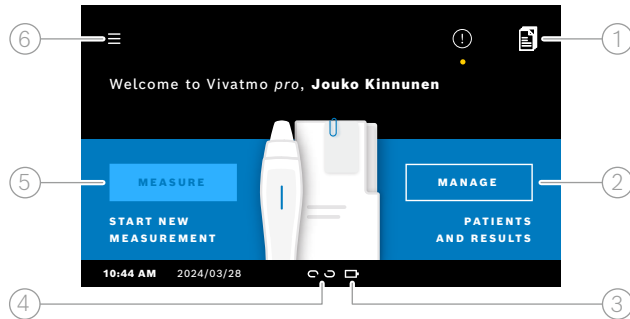 6
1
Welcome to Vivatmo pro, Jouko Kinnunen
5
MEASURE
MANAGE
2
START NEW
MEASUREMENT
PATIENTS
AND RESULTS
10:44 AM 2024/03/28
4
3